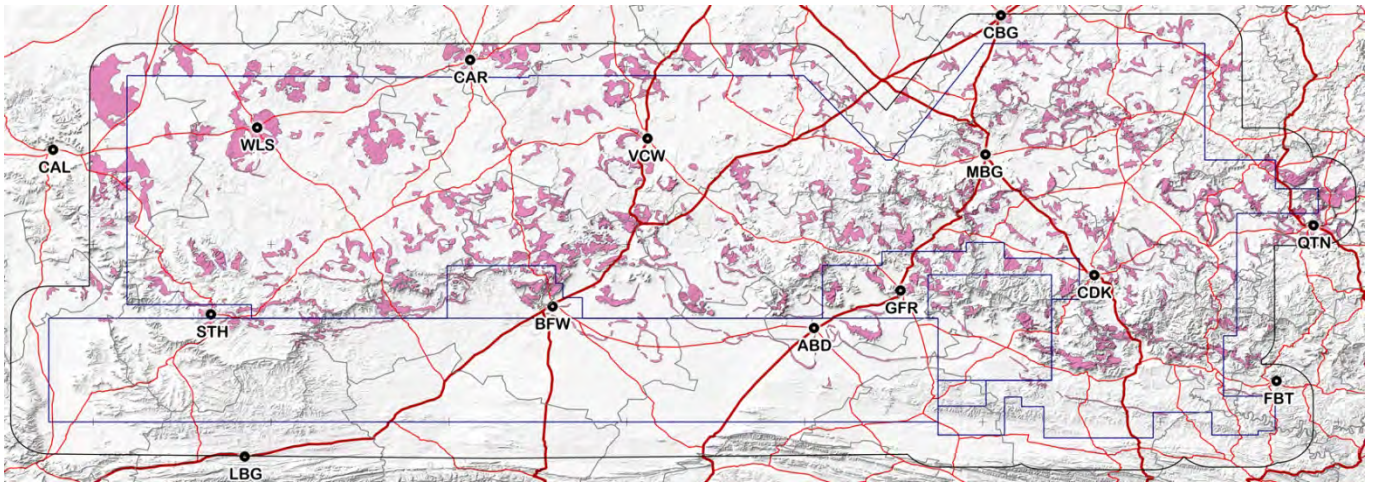 CBG
CAR
WLS
VCW
CAL
MBG
QTN
CDK
GFR
STH
BFW
ABD
FBT
LBG